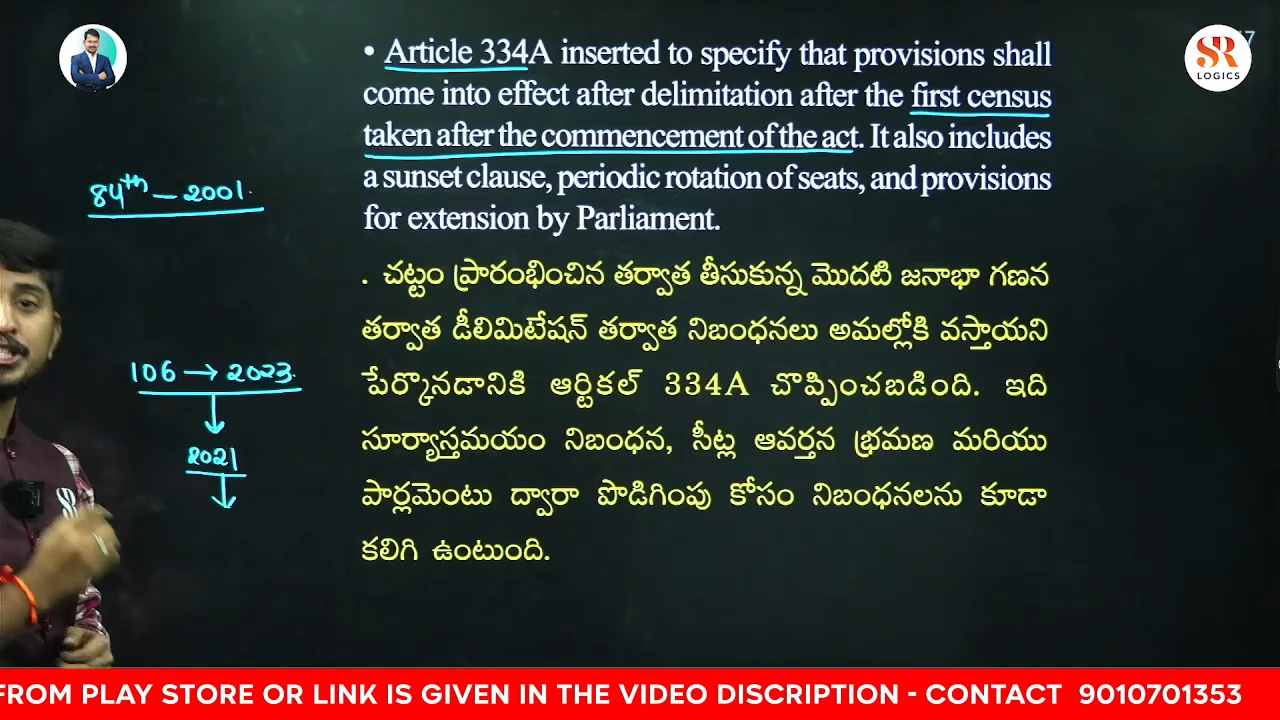 • Article 334A inserted to specify that provisions shall
come into effect after delimitation after the first census
taken after the commencement of the act. It also includes
a sunset clause, periodic rotation of seats, and provisions
for extension by Parliament.
. చట్టం ప్రారంభించిన తర్వాత తీసుకున్న మొదటి జనాభా గణన
తర్వాత డీలిమిటేషన్ తర్వాత నిబంధనలు అమల్లోకి వస్తాయని
పేర్కొనడానికి ఆర్టికల్ 334A చొప్పించబడింది. ఇది
సూర్యాస్తమయం నిబంధన, సీట్ల ఆవర్తన భ్రమణ మరియు
పార్లమెంటు ద్వారా పొడిగింపు కోసం నిబంధనలను కూడా
కలిగి ఉంటుంది.
84th – 2001.
106 → 2023.
2021
SR
LOGICS
FROM PLAY STORE OR LINK IS GIVEN IN THE VIDEO DISCRIPTION - CONTACT 9010701353